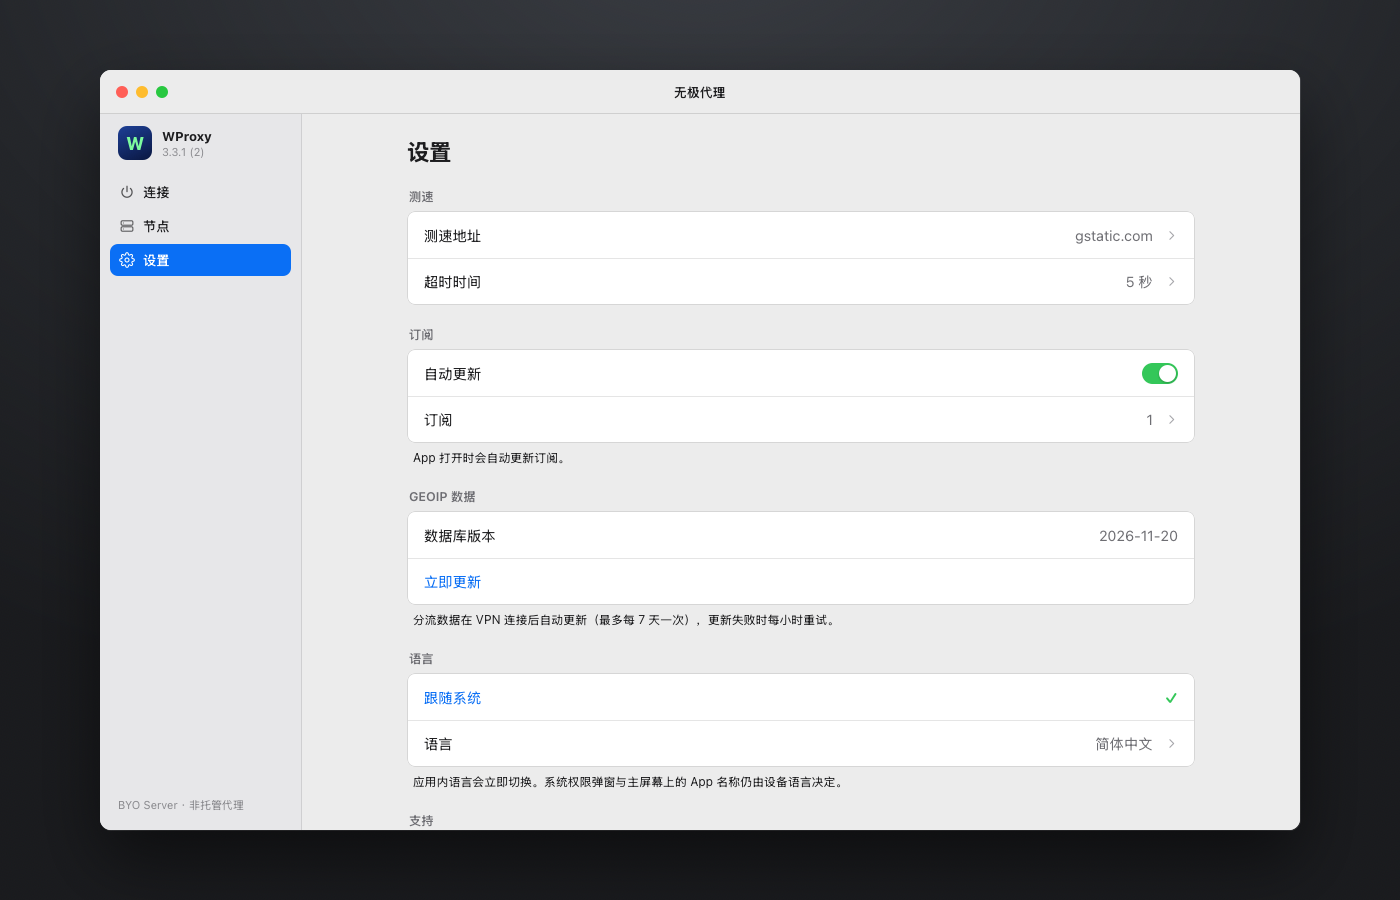 无极代理
W
WProxy
3.3.1 (2)
连接
节点
设置
BYO Server · 非托管代理
设置
测速
测速地址 gstatic.com
超时时间 5 秒
订阅
自动更新
订阅 1
App 打开时会自动更新订阅。
GEOIP 数据
数据库版本 2026-11-20
立即更新
分流数据在 VPN 连接后自动更新（最多每 7 天一次），更新失败时每小时重试。
语言
跟随系统
语言 简体中文
应用内语言会立即切换。系统权限弹窗与主屏幕上的 App 名称仍由设备语言决定。
支持